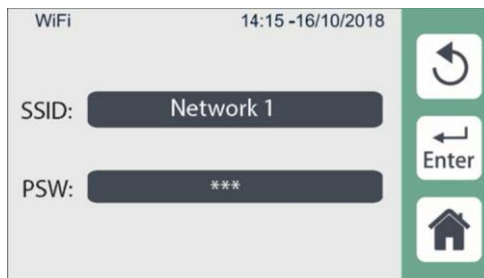 WiFi 14:15 -16/10/2018
SSID: Network 1
Enter
PSW: ***